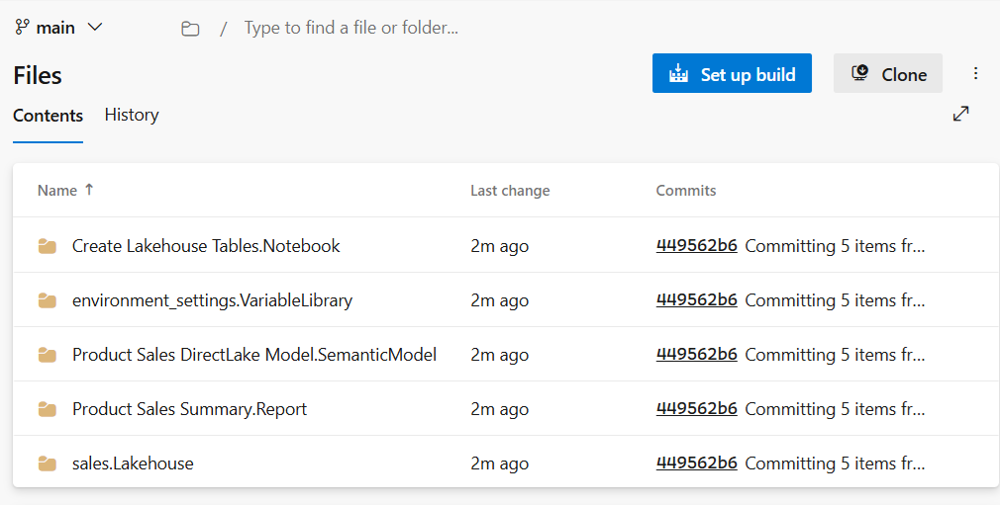 main
/ Type to find a file or folder...
Files
Set up build
Clone
Contents History
Name ↑ Last change Commits
Create Lakehouse Tables.Notebook 2m ago 449562b6 Committing 5 items fr...
environment_settings.VariableLibrary 2m ago 449562b6 Committing 5 items fr...
Product Sales DirectLake Model.SemanticModel 2m ago 449562b6 Committing 5 items fr...
Product Sales Summary.Report 2m ago 449562b6 Committing 5 items fr...
sales.Lakehouse 2m ago 449562b6 Committing 5 items fr...